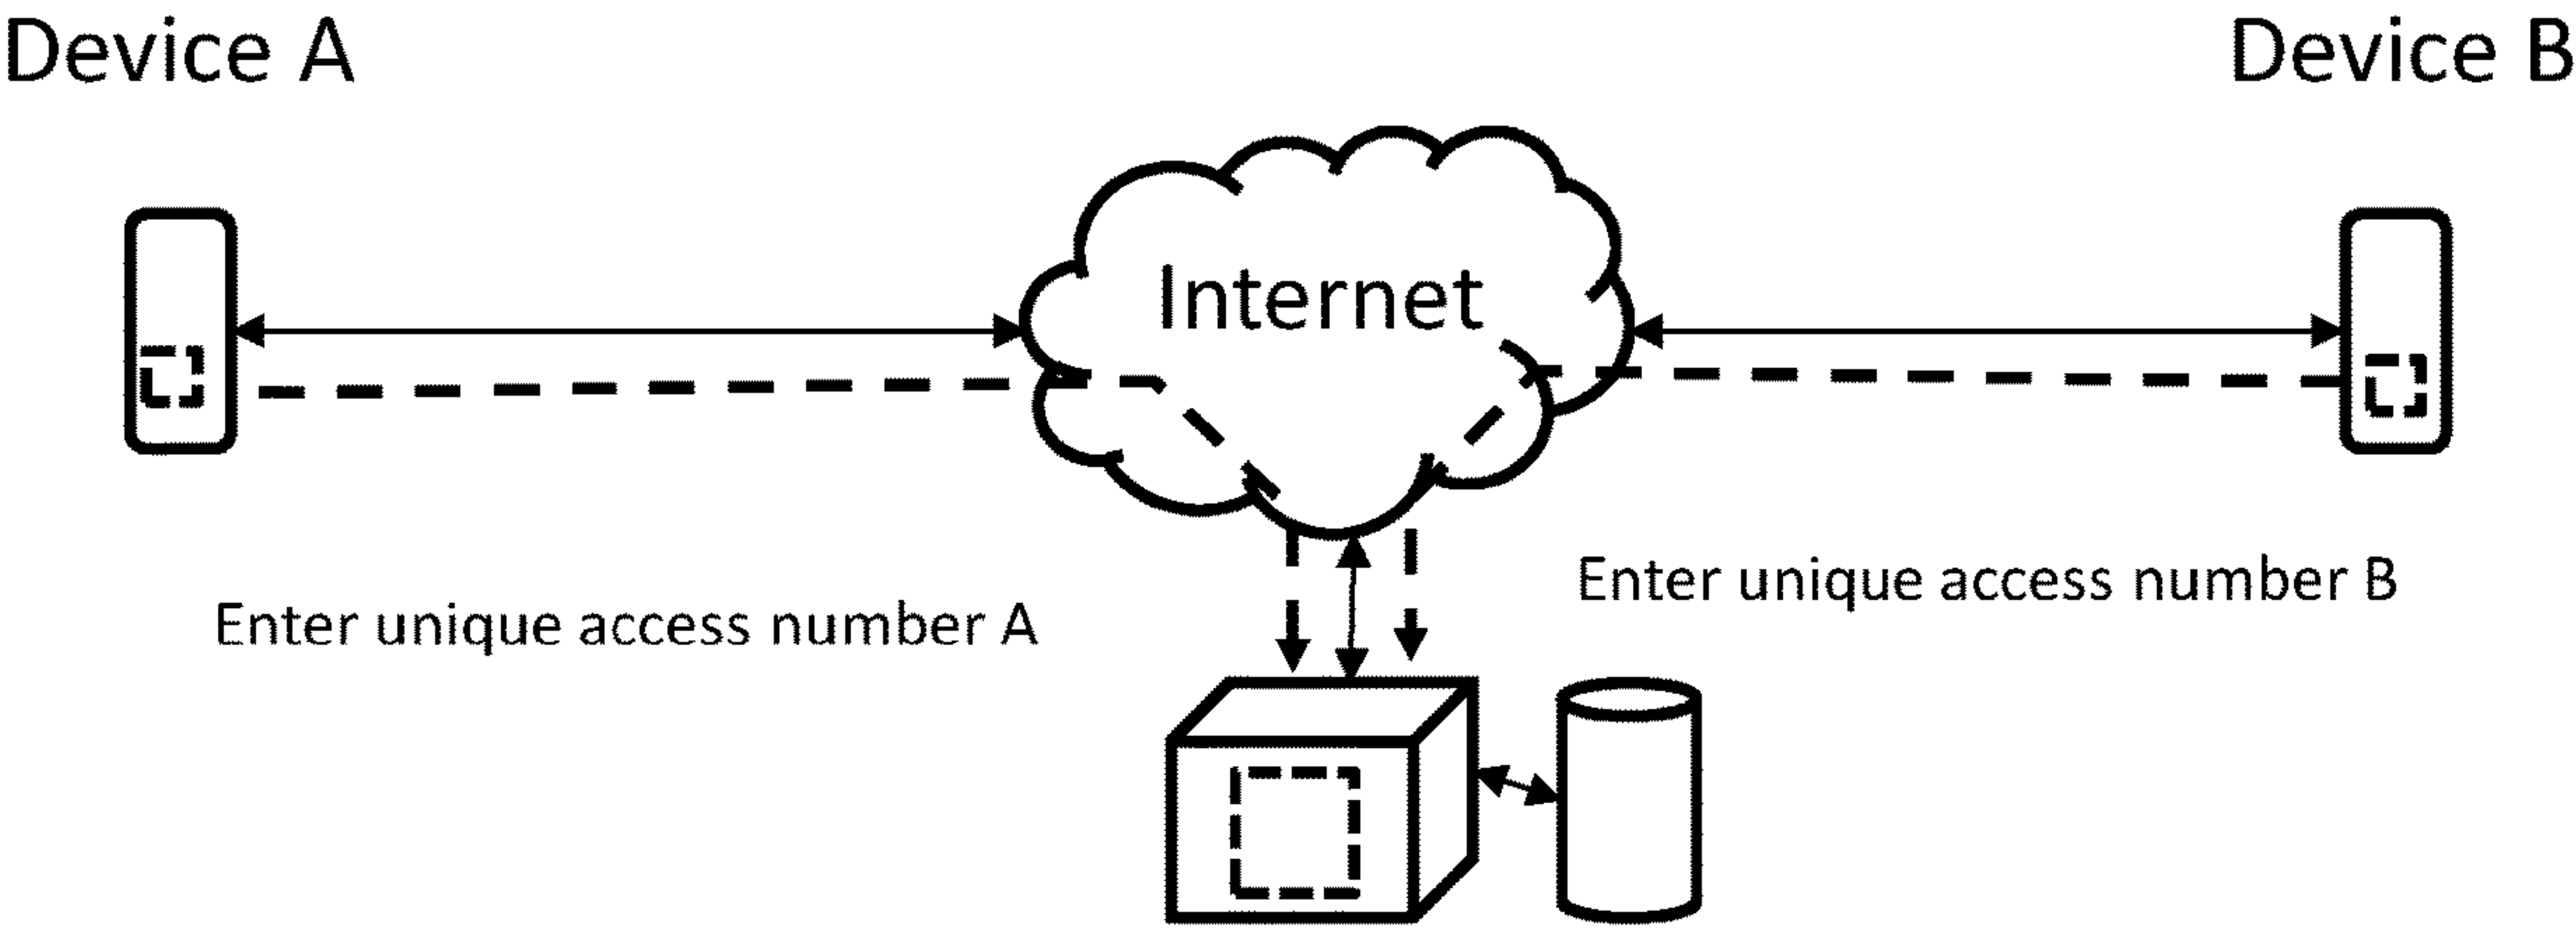 Device A
Device B
Internet
Enter unique access number B
Enter unique access number A